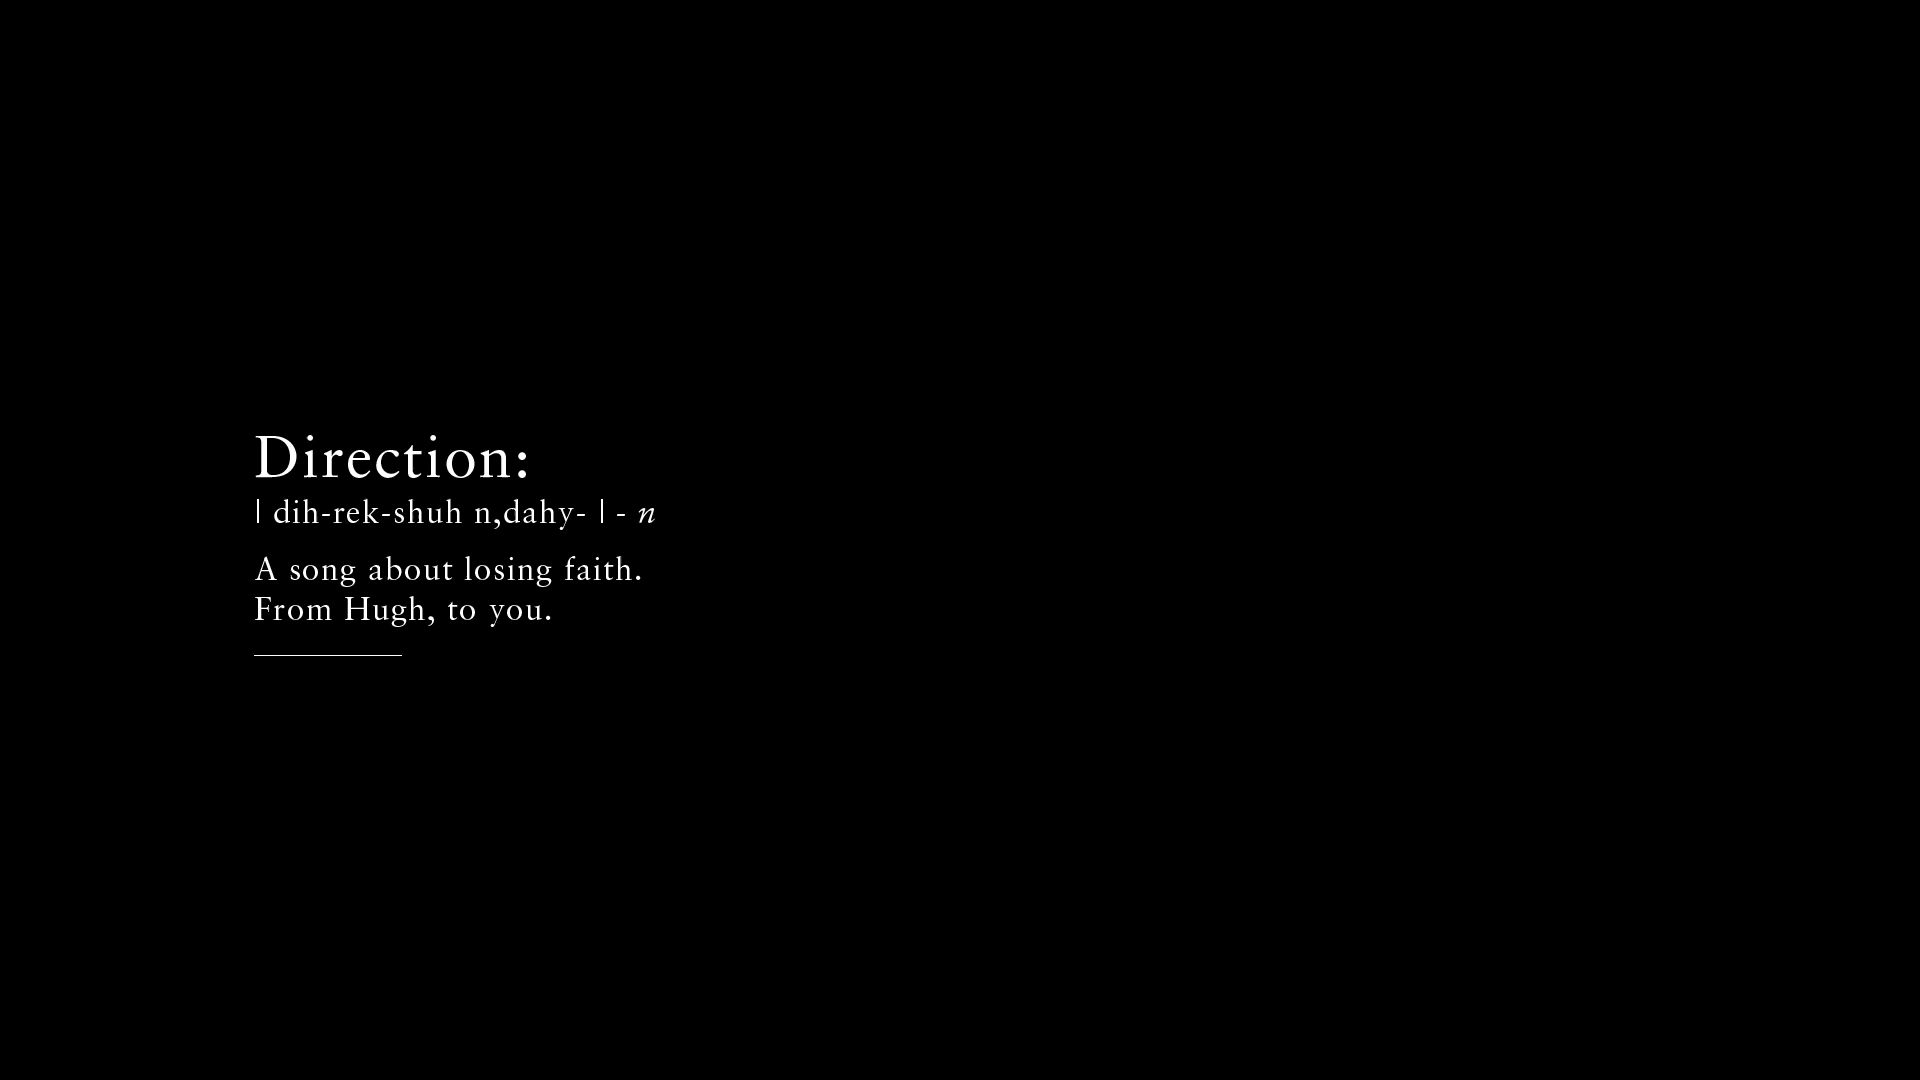 Direction:
| dih-rek-shuh n,dahy- | - n
A song about losing faith.
From Hugh, to you.